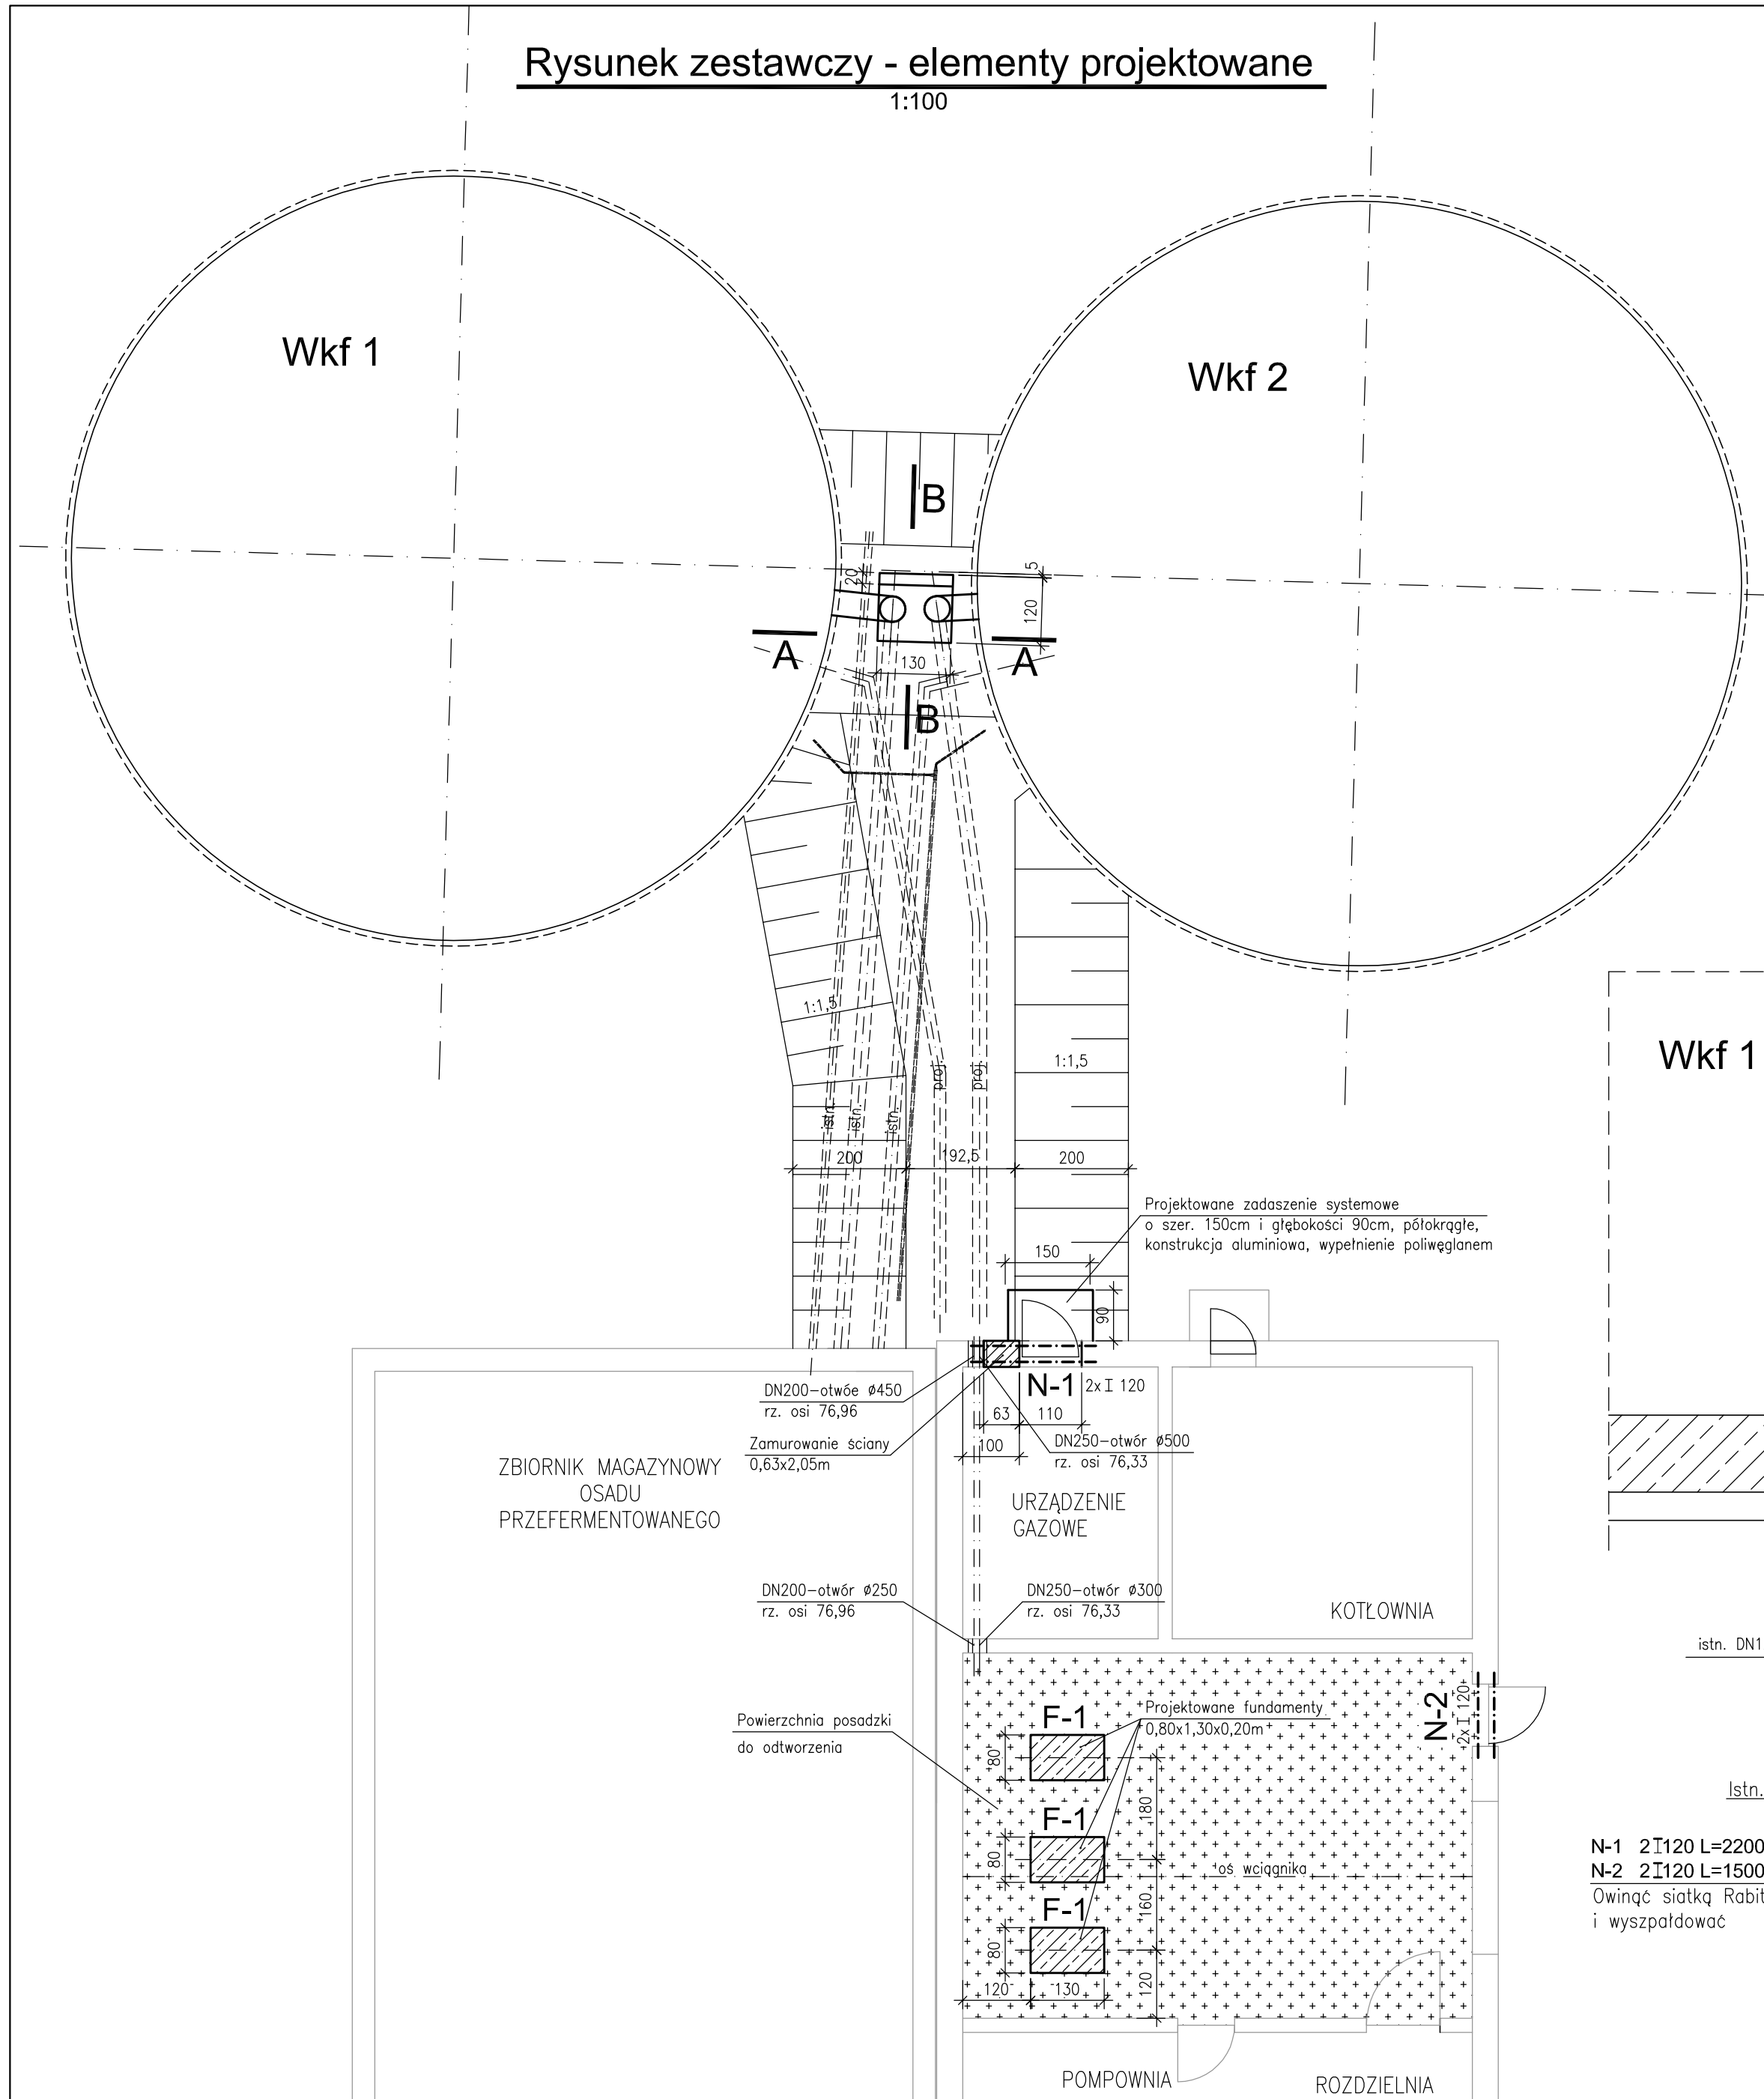 Rysunek zestawczy - elementy projektowane
1:100
Wkf 1
Wkf 2
B
20
5
120
A
A
130
B
1:1,5
1:1,5
Wkf 1
proj.
proj.
istn.
istn.
istn.
200
192,5
200
Projektowane zadaszenie systemowe
o szer. 150cm i głębokości 90cm, półokrągłe,
konstrukcja aluminiowa, wypełnienie poliwęglanem
150
90
DN200-otwóe ø450
rz. osi 76,96
N-1 2x I 120
63
110
Zamurowanie ściany
0,63x2,05m
100
DN250-otwór ø500
rz. osi 76,33
ZBIORNIK MAGAZYNOWY
OSADU
PRZEFERMENTOWANEGO
URZĄDZENIE
GAZOWE
DN200-otwór ø250
rz. osi 76,96
DN250-otwór ø300
rz. osi 76,33
KOTŁOWNIA
istn. DN1
Powierzchnia posadzki
do odtworzenia
F-1
Projektowane fundamenty
0,80x1,30x0,20m
N-2
2x I 120
80
180
Istn.
F-1
80
oś wciągnika
N-1 2I120 L=2200
N-2 2I120 L=1500
Owinąć siatką Rabit
i wyszpałdować
160
F-1
80
120
130
120
POMPOWNIA
ROZDZIELNIA